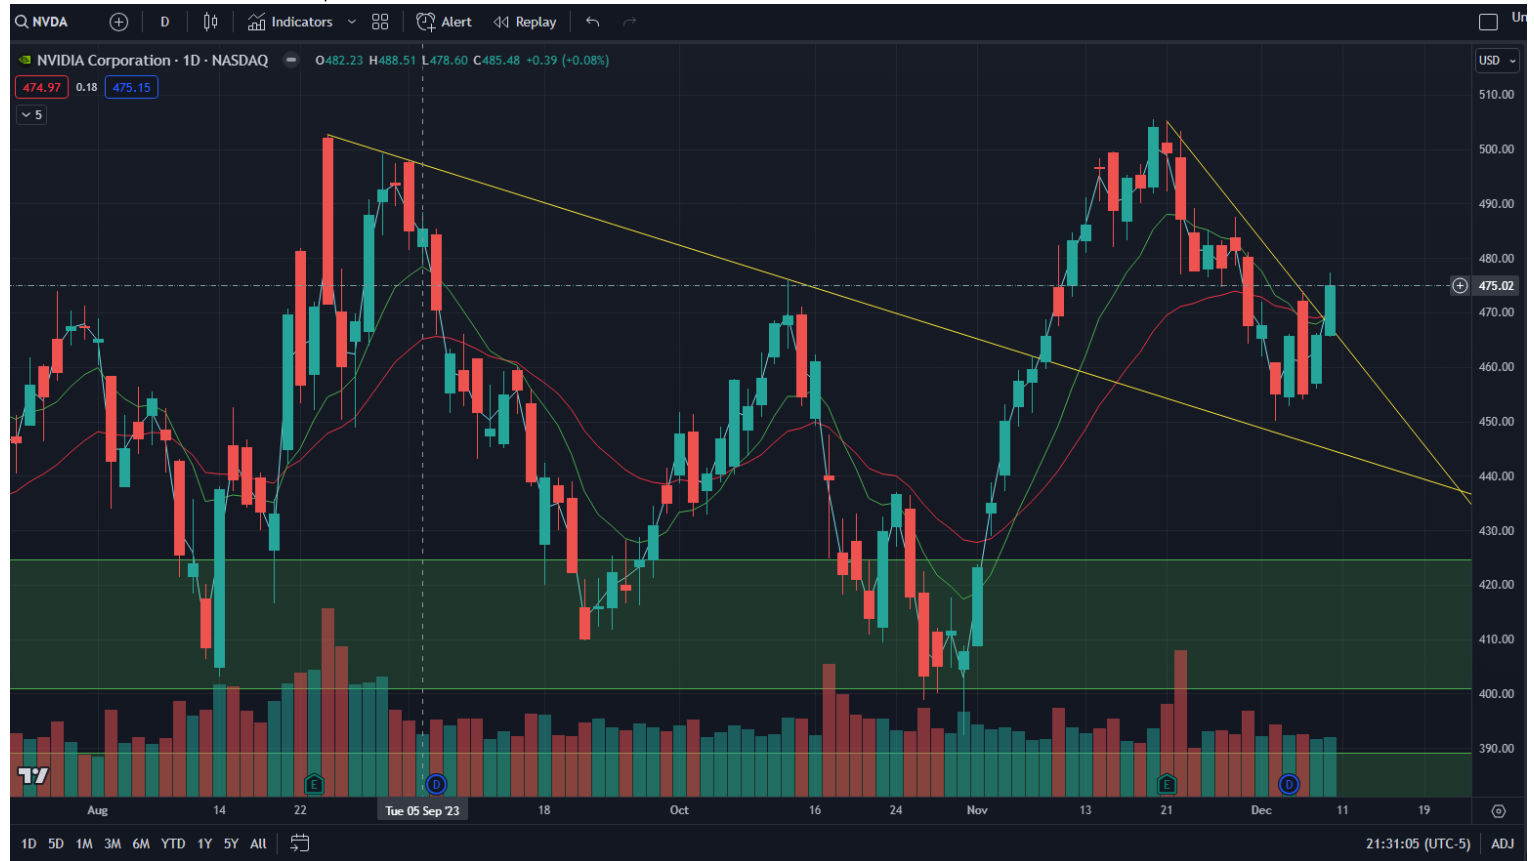 NVDA D Indicators Alert Replay Un
NVIDIA Corporation · 1D · NASDAQ O482.23 H488.51 L478.60 C485.48 +0.39 (+0.08%) USD
474.97 0.18 475.15
5
510.00
500.00
490.00
480.00
475.02
470.00
460.00
450.00
440.00
430.00
420.00
410.00
400.00
390.00
E D E D
Aug 14 22 Tue 05 Sep '23 18 Oct 16 24 Nov 13 21 Dec 11 19
1D 5D 1M 3M 6M YTD 1Y 5Y All 21:31:05 (UTC-5) ADJ